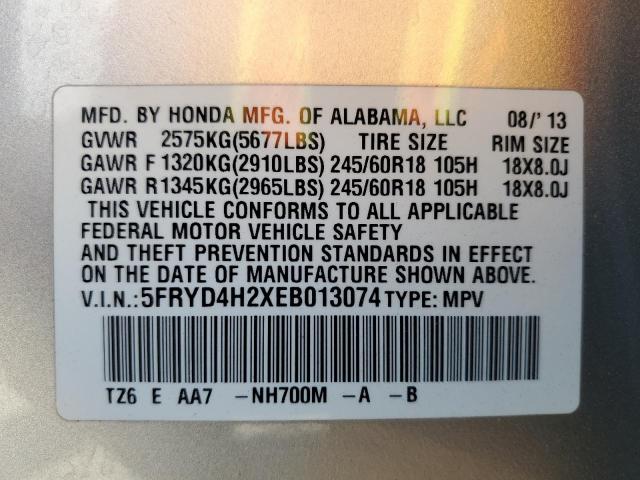 MFD. BY HONDA MFG. OF ALABAMA, LLC 08/'13
GVWR 2575KG(5677LBS) TIRE SIZE RIM SIZE
GAWR F 1320KG(2910LBS) 245/60R18 105H 18X8.0J
GAWR R 1345KG(2965LBS) 245/60R18 105H 18X8.0J
THIS VEHICLE CONFORMS TO ALL APPLICABLE
FEDERAL MOTOR VEHICLE SAFETY
AND THEFT PREVENTION STANDARDS IN EFFECT
ON THE DATE OF MANUFACTURE SHOWN ABOVE.
V.I.N.:5FRYD4H2XEB013074 TYPE: MPV
TZ6 E AA7 -NH700M -A -B